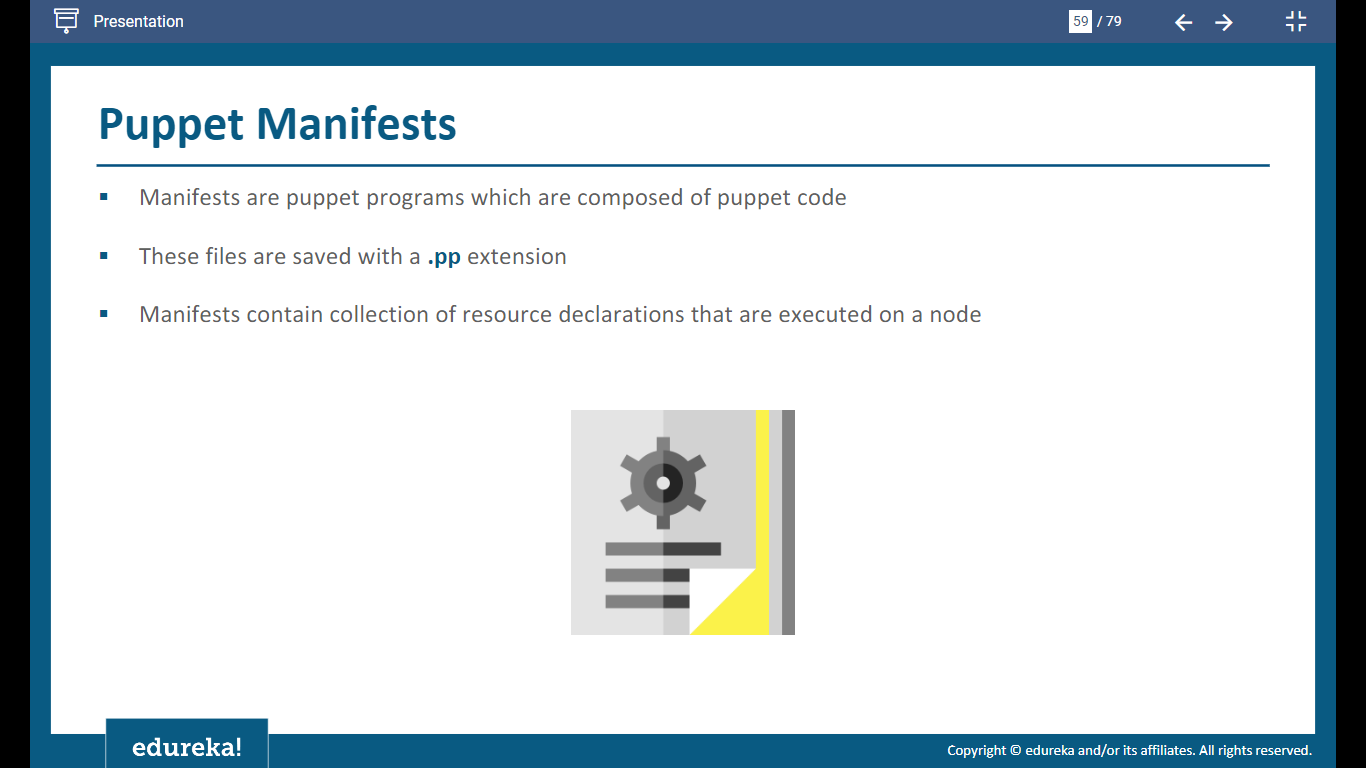 Presentation
59 / 79
Puppet Manifests
▪ Manifests are puppet programs which are composed of puppet code
▪ These files are saved with a .pp extension
▪ Manifests contain collection of resource declarations that are executed on a node
edureka!
Copyright © edureka and/or its affiliates. All rights reserved.